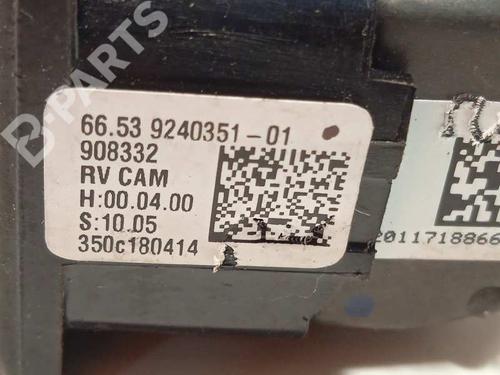 B-PARTS
66.53 9240351-01
908332
RV CAM
H:00.04.00
S:10.05
350c180414
2011718866